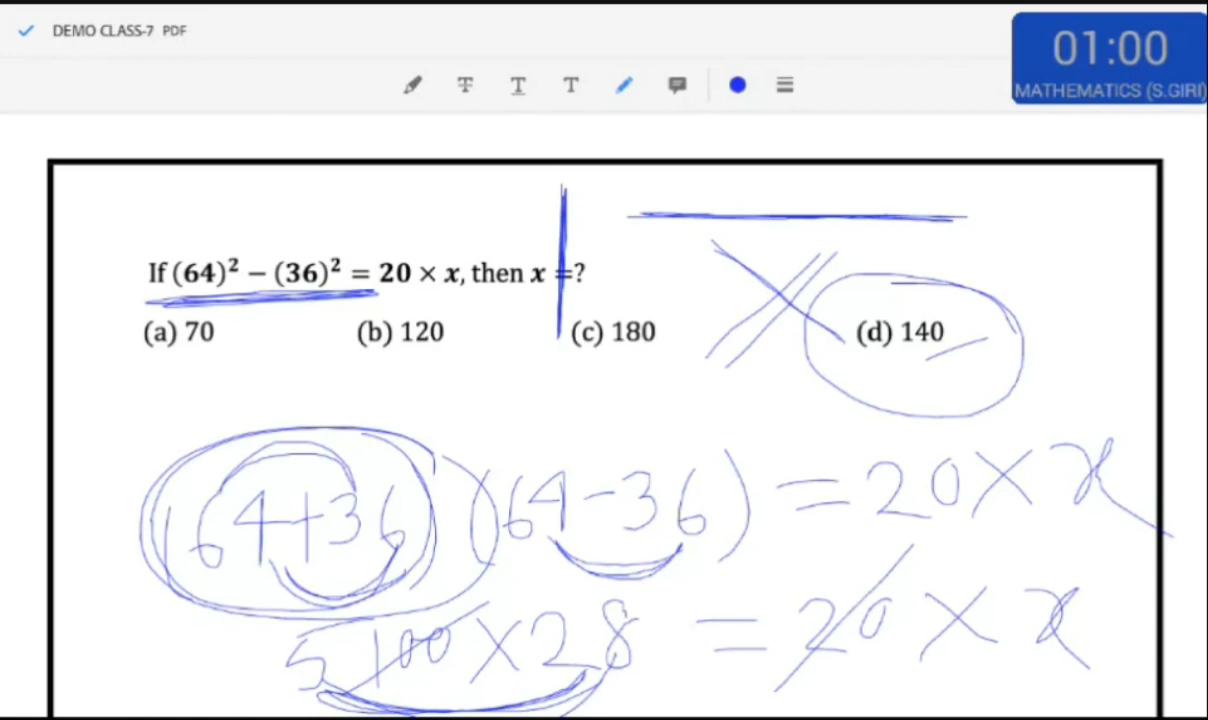 DEMO CLASS-7 PDF
01:00
MATHEMATICS (S.GIRI)
If (64)² − (36)² = 20 × x, then x =?
(a) 70 (b) 120 (c) 180 (d) 140
(64+36)(64-36) = 20×x
5 100×28 = 20×x